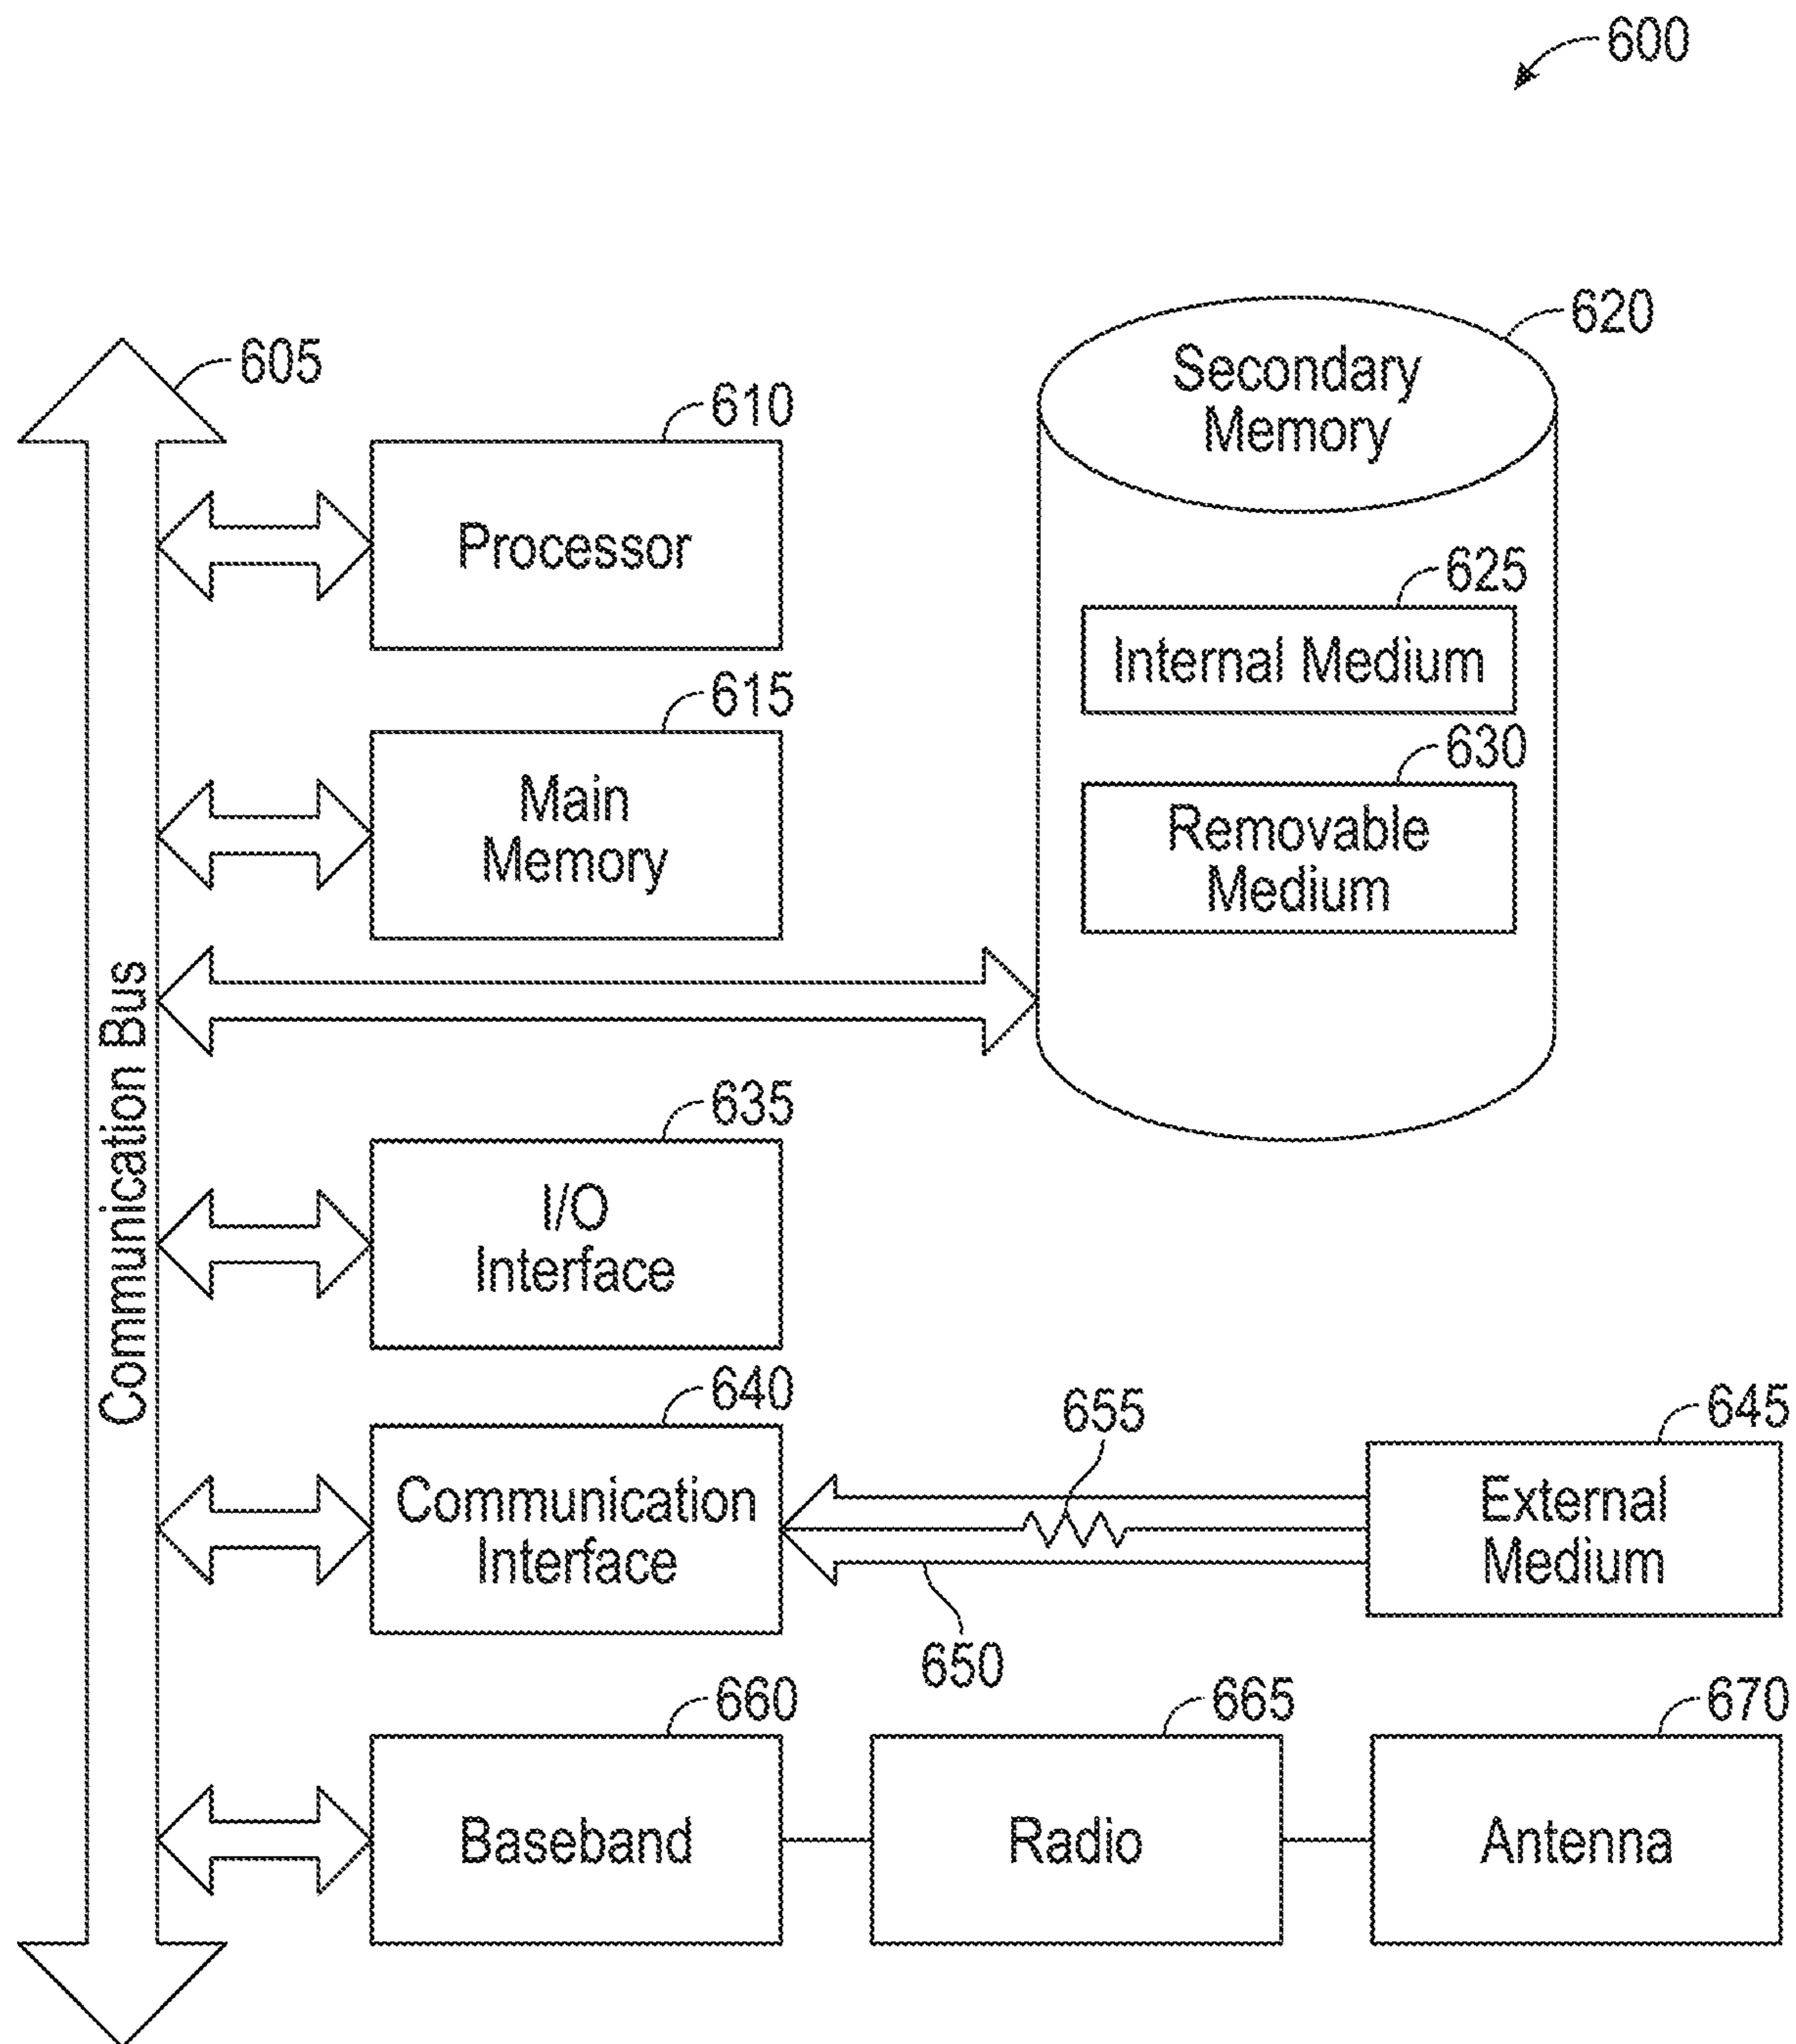 600
620
Secondary
Memory
605
610
Processor
625
Internal Medium
615
630
Main
Memory
Removable
Medium
Communication Bus
635
I/O
Interface
640
655
645
Communication
Interface
External
Medium
650
660
665
670
Baseband
Radio
Antenna